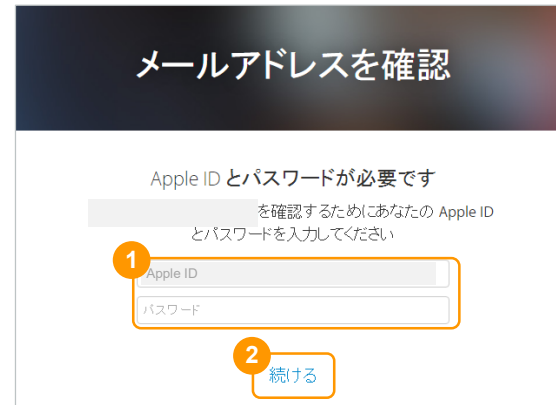 メールアドレスを確認
Apple ID とパスワードが必要です
を確認するためにあなたの Apple ID
とパスワードを入力してください
1
Apple ID
パスワード
2
続ける